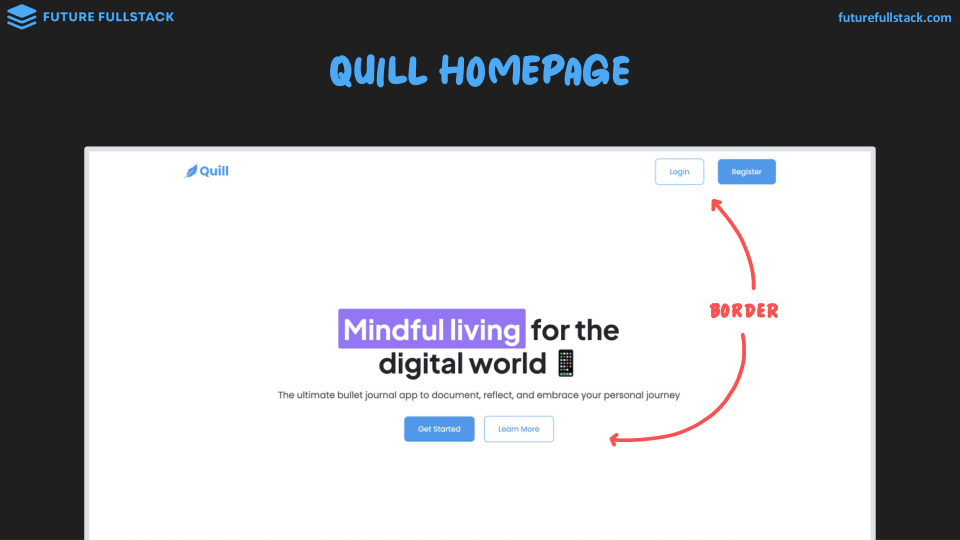 FUTURE FULLSTACK
futurefullstack.com
QUILL HOMEPAGE
Quill
Login
Register
BORDER
Mindful living for the
digital world
The ultimate bullet journal app to document, reflect, and embrace your personal journey
Get Started
Learn More